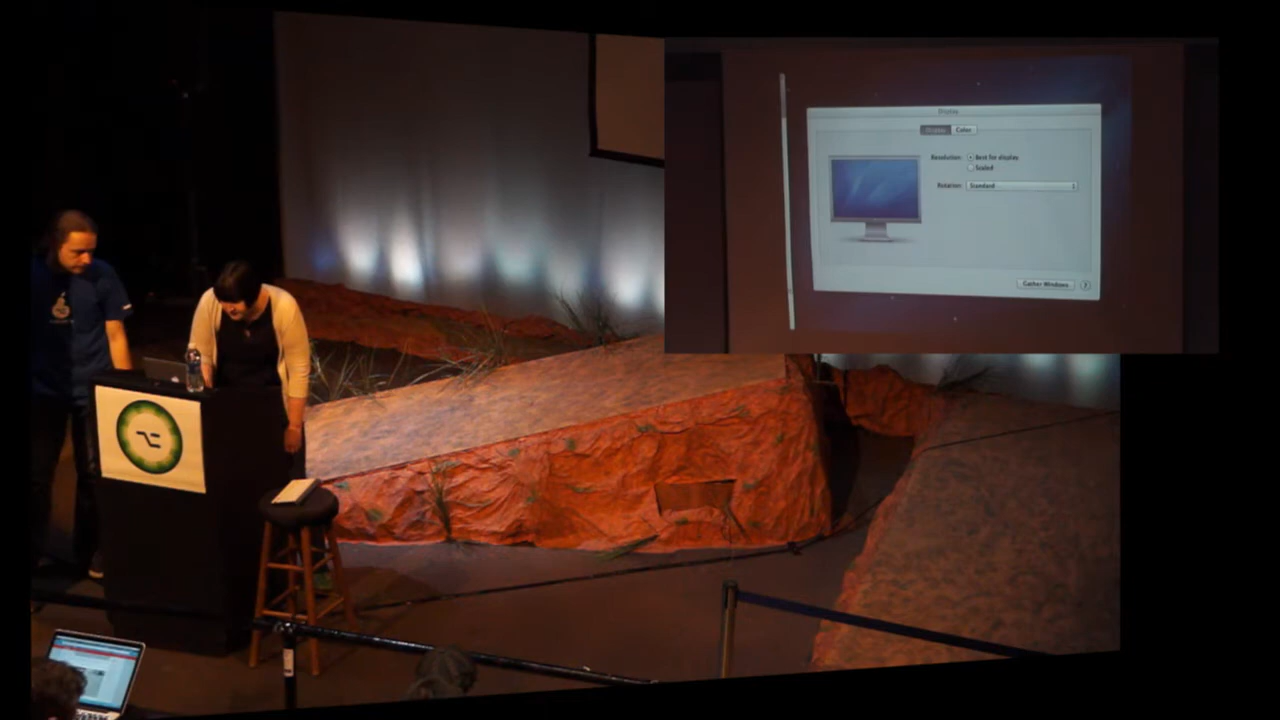 Display
Display Color
Resolution: Best for display
Scaled
Rotation: Standard
Gather Windows ?